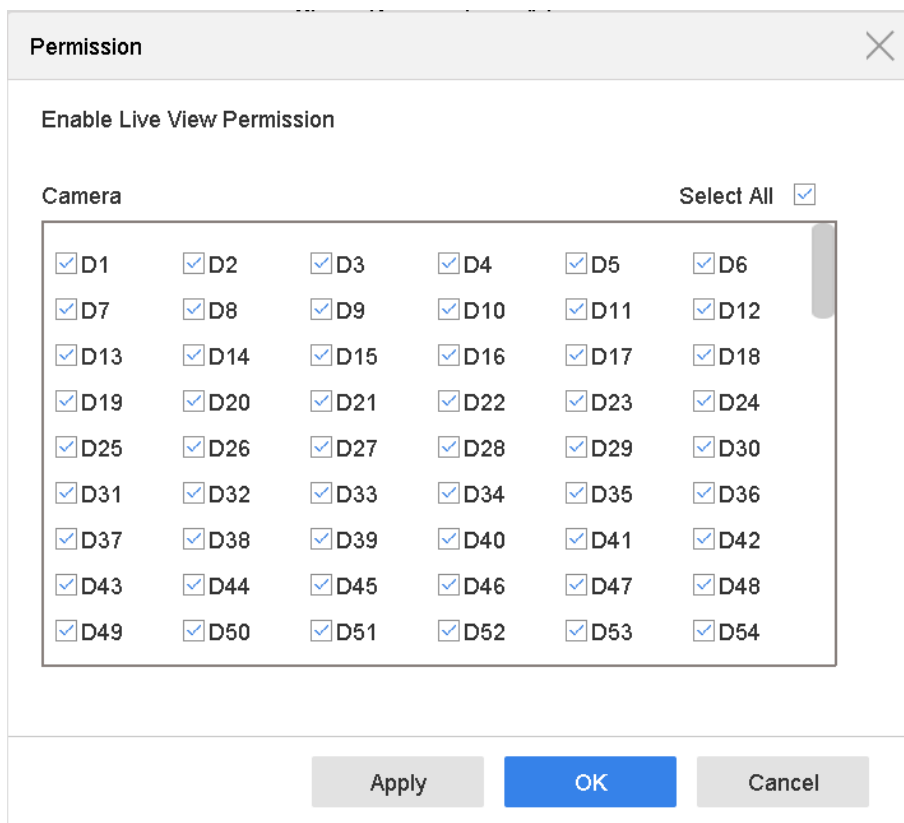 Permission
Enable Live View Permission
Camera Select All
D1 D2 D3 D4 D5 D6
D7 D8 D9 D10 D11 D12
D13 D14 D15 D16 D17 D18
D19 D20 D21 D22 D23 D24
D25 D26 D27 D28 D29 D30
D31 D32 D33 D34 D35 D36
D37 D38 D39 D40 D41 D42
D43 D44 D45 D46 D47 D48
D49 D50 D51 D52 D53 D54
Apply OK Cancel